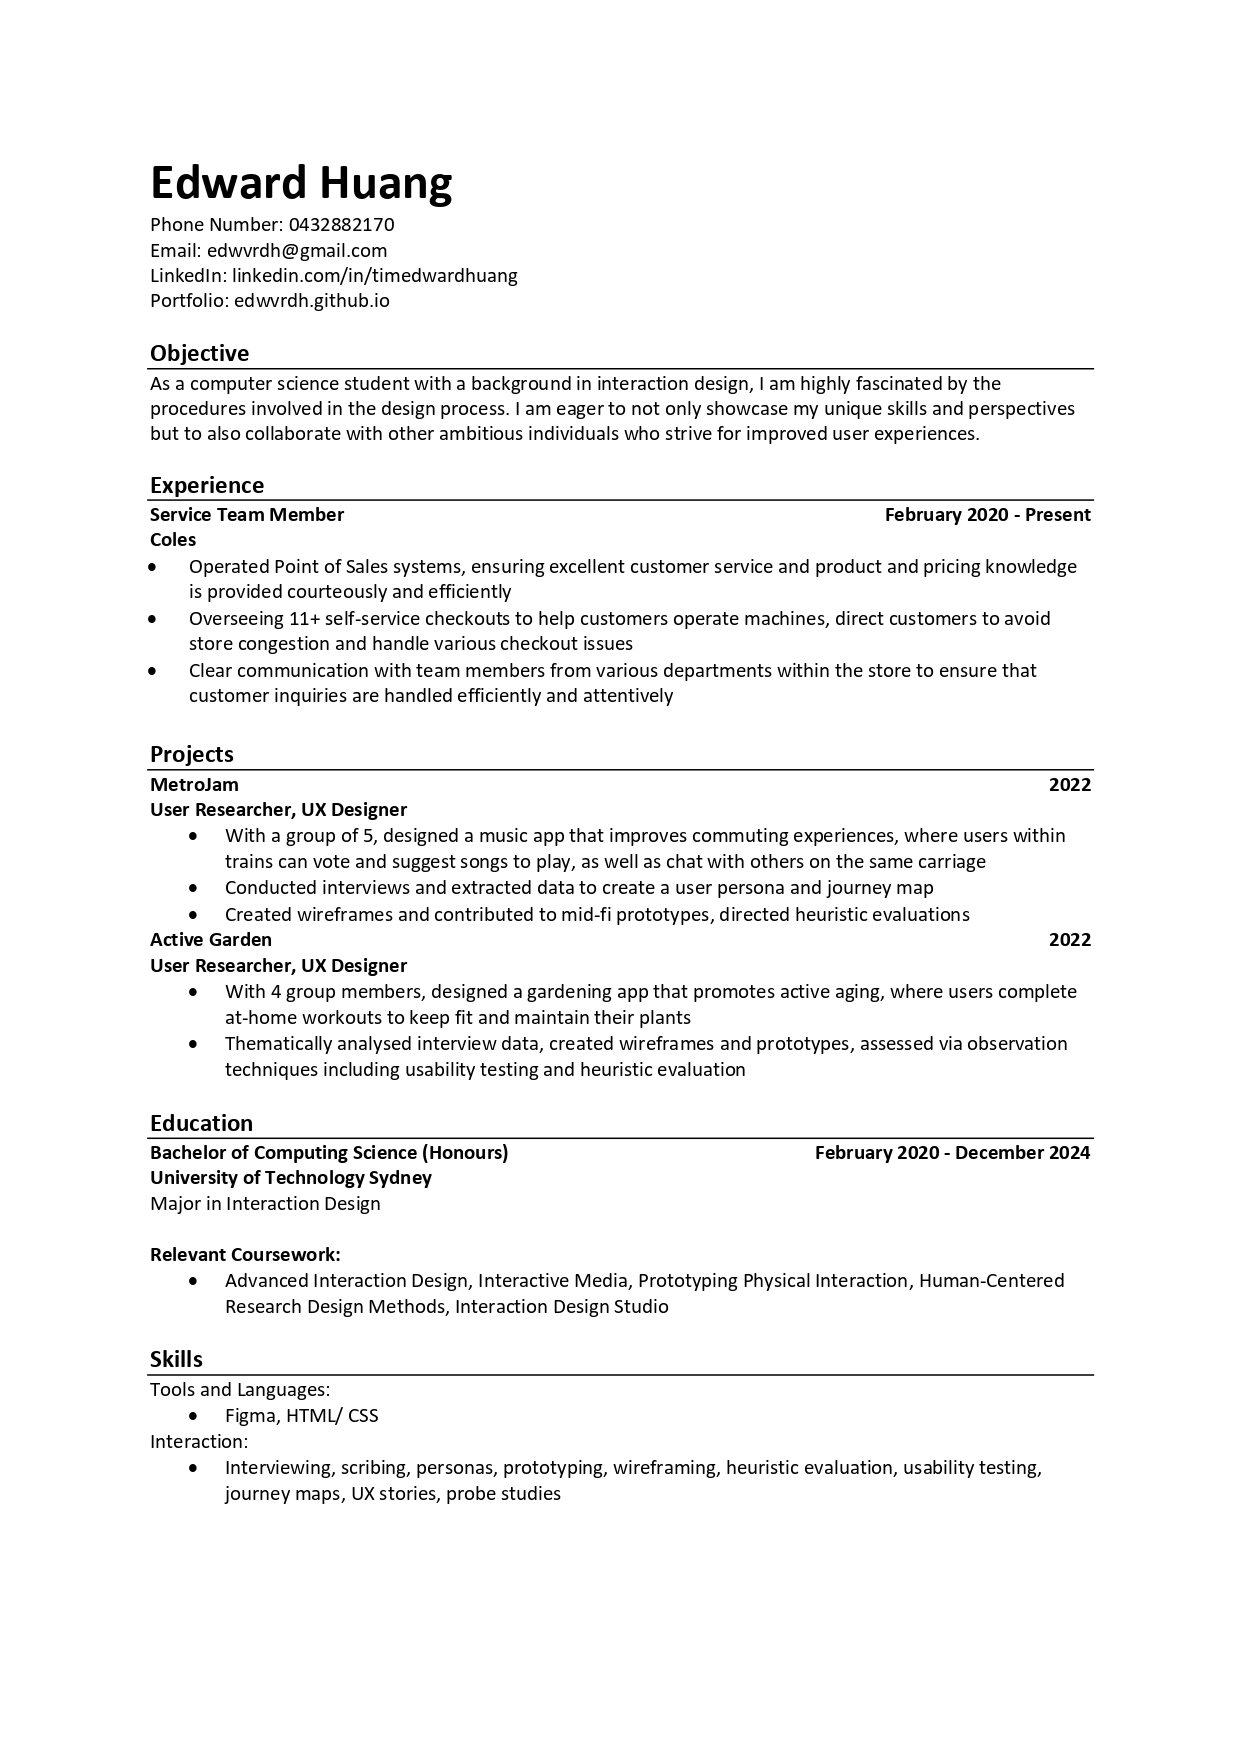 Edward Huang
Phone Number: 0432882170
Email: edwvrdh@gmail.com
LinkedIn: linkedin.com/in/timedwardhuang
Portfolio: edwvrdh.github.io
Objective
As a computer science student with a background in interaction design, I am highly fascinated by the
procedures involved in the design process. I am eager to not only showcase my unique skills and perspectives
but to also collaborate with other ambitious individuals who strive for improved user experiences.
Experience
Service Team Member February 2020 - Present
Coles
• Operated Point of Sales systems, ensuring excellent customer service and product and pricing knowledge
is provided courteously and efficiently
• Overseeing 11+ self-service checkouts to help customers operate machines, direct customers to avoid
store congestion and handle various checkout issues
• Clear communication with team members from various departments within the store to ensure that
customer inquiries are handled efficiently and attentively
Projects
MetroJam 2022
User Researcher, UX Designer
• With a group of 5, designed a music app that improves commuting experiences, where users within
trains can vote and suggest songs to play, as well as chat with others on the same carriage
• Conducted interviews and extracted data to create a user persona and journey map
• Created wireframes and contributed to mid-fi prototypes, directed heuristic evaluations
Active Garden 2022
User Researcher, UX Designer
• With 4 group members, designed a gardening app that promotes active aging, where users complete
at-home workouts to keep fit and maintain their plants
• Thematically analysed interview data, created wireframes and prototypes, assessed via observation
techniques including usability testing and heuristic evaluation
Education
Bachelor of Computing Science (Honours) February 2020 - December 2024
University of Technology Sydney
Major in Interaction Design
Relevant Coursework:
• Advanced Interaction Design, Interactive Media, Prototyping Physical Interaction, Human-Centered
Research Design Methods, Interaction Design Studio
Skills
Tools and Languages:
• Figma, HTML/ CSS
Interaction:
• Interviewing, scribing, personas, prototyping, wireframing, heuristic evaluation, usability testing,
journey maps, UX stories, probe studies